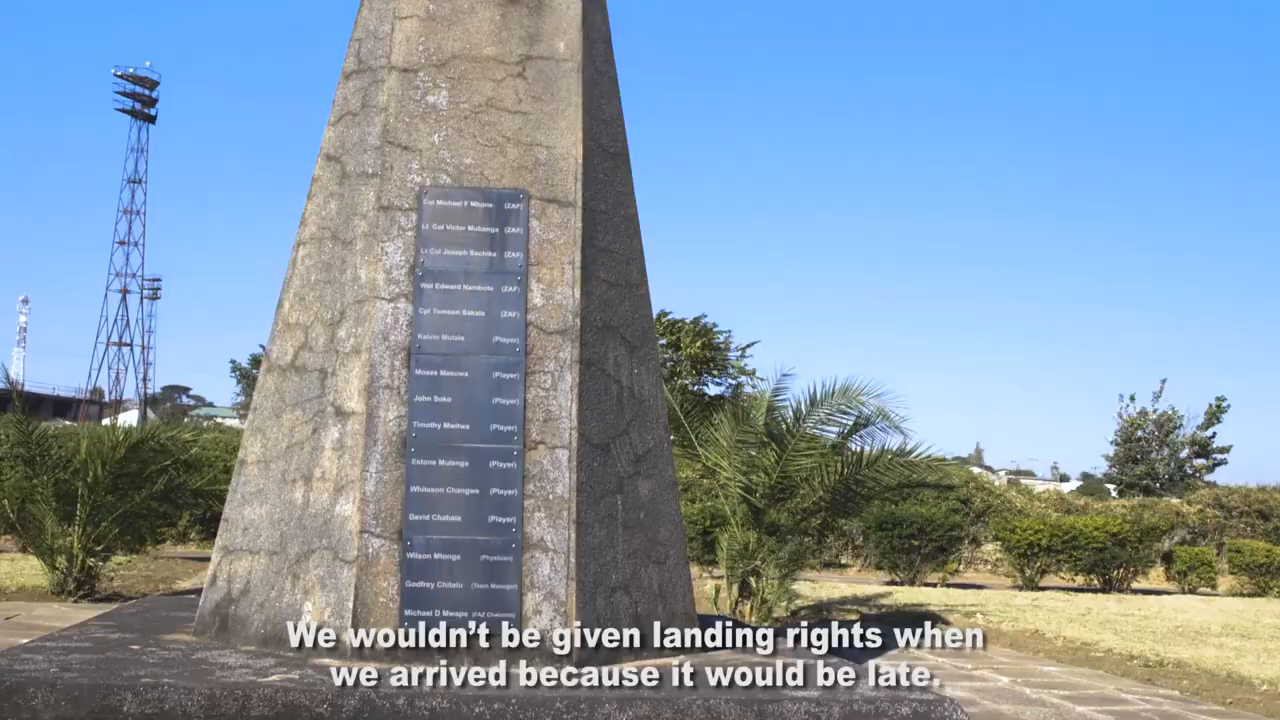 Col Michael F Mhone (ZAF)
Lt Col Victor Mubanga (ZAF)
Lt Col Joseph Sachika (ZAF)
WoI Edward Nambote (ZAF)
Cpl Tomson Sakala (ZAF)
Kelvin Mutale (Player)
Moses Masuwa (Player)
John Soko (Player)
Timothy Mwitwa (Player)
Estone Mulenga (Player)
Whiteson Changwe (Player)
David Chabala (Player)
Wilson Mtonga (Physician)
Godfrey Chitalu (Team Manager)
Michael D Mwape (FAZ Chairman)
We wouldn't be given landing rights when
we arrived because it would be late.